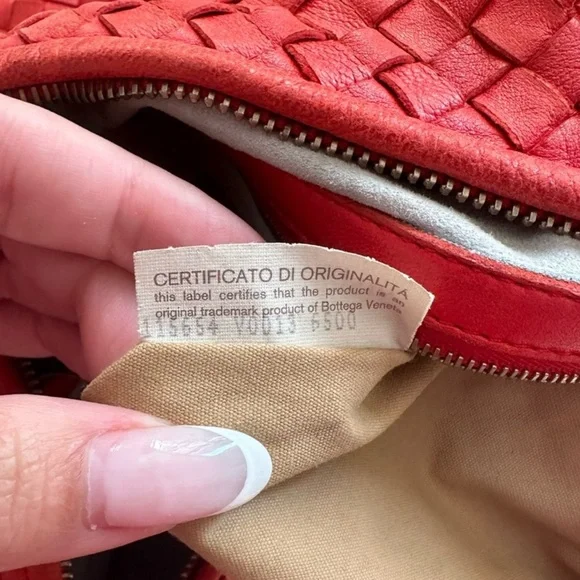 CERTIFICATO DI ORIGINALITÁ
this label certifies that the product is an
original trademark product of Bottega Veneta
115654 V0013 6500